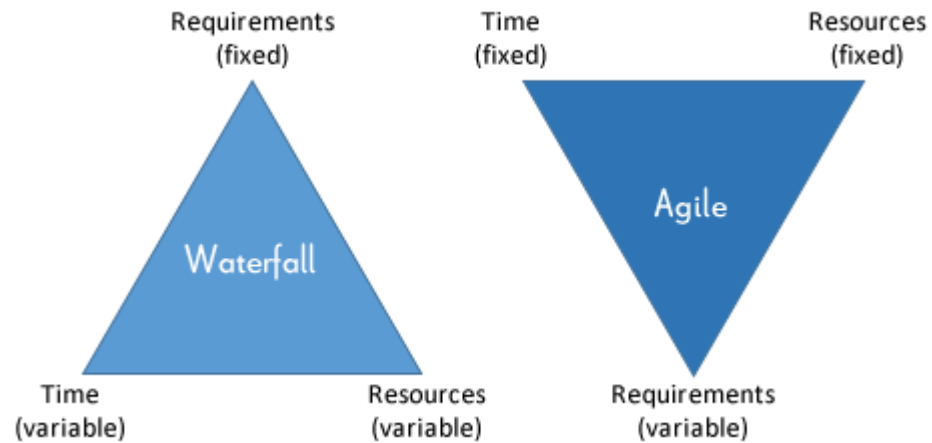 Requirements
(fixed)
Waterfall
Time
(variable)
Resources
(variable)
Time
(fixed)
Resources
(fixed)
Agile
Requirements
(variable)